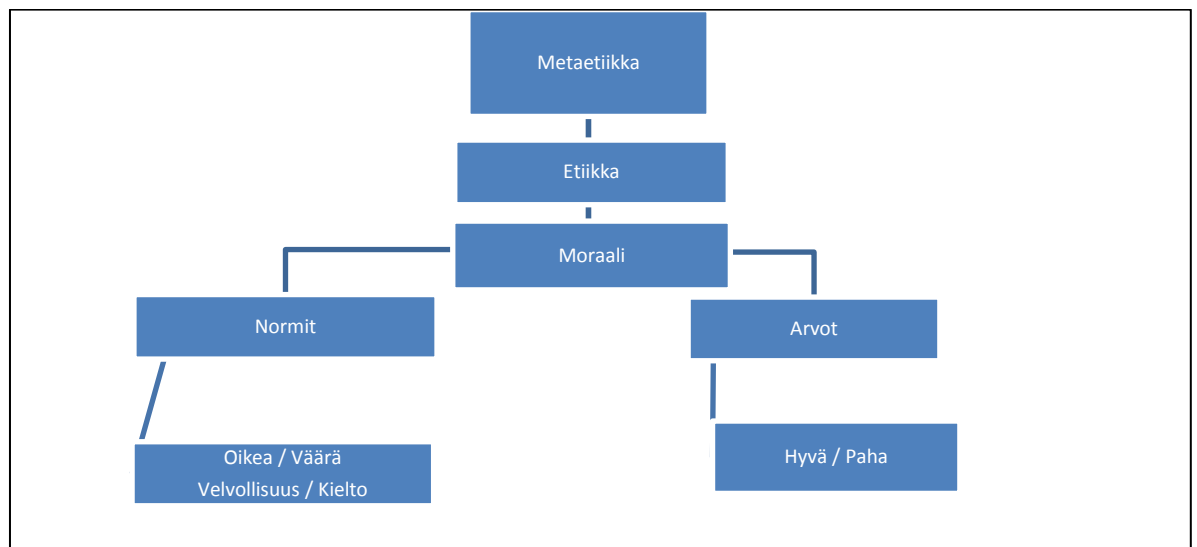 Metaetiikka
Etiikka
Moraali
Normit
Arvot
Oikea / Väärä
Velvollisuus / Kielto
Hyvä / Paha